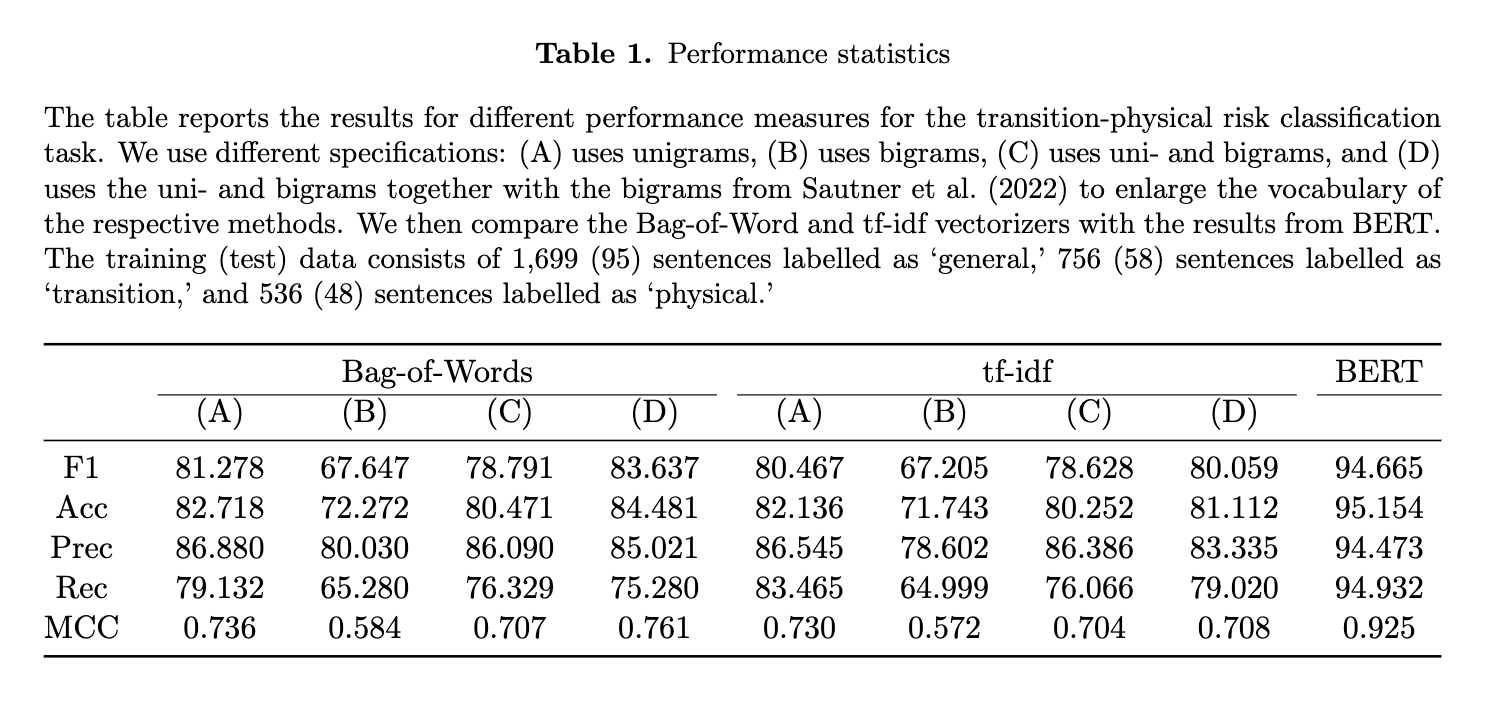 Table 1. Performance statistics
The table reports the results for different performance measures for the transition-physical risk classification
task. We use different specifications: (A) uses unigrams, (B) uses bigrams, (C) uses uni- and bigrams, and (D)
uses the uni- and bigrams together with the bigrams from Sautner et al. (2022) to enlarge the vocabulary of
the respective methods. We then compare the Bag-of-Word and tf-idf vectorizers with the results from BERT.
The training (test) data consists of 1,699 (95) sentences labelled as ‘general,’ 756 (58) sentences labelled as
‘transition,’ and 536 (48) sentences labelled as ‘physical.’
Bag-of-Words tf-idf BERT
(A) (B) (C) (D) (A) (B) (C) (D)
F1 81.278 67.647 78.791 83.637 80.467 67.205 78.628 80.059 94.665
Acc 82.718 72.272 80.471 84.481 82.136 71.743 80.252 81.112 95.154
Prec 86.880 80.030 86.090 85.021 86.545 78.602 86.386 83.335 94.473
Rec 79.132 65.280 76.329 75.280 83.465 64.999 76.066 79.020 94.932
MCC 0.736 0.584 0.707 0.761 0.730 0.572 0.704 0.708 0.925